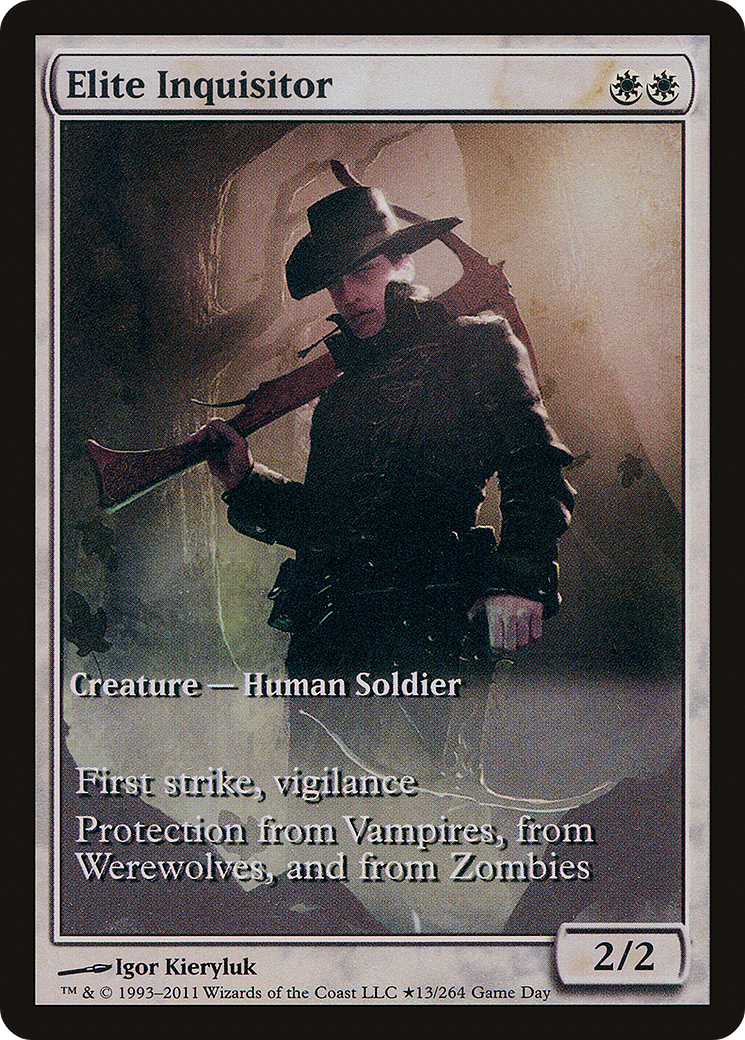 Elite Inquisitor
Creature — Human Soldier
First strike, vigilance
Protection from Vampires, from
Werewolves, and from Zombies
2/2
Igor Kieryluk
™ & © 1993–2011 Wizards of the Coast LLC ★13/264 Game Day